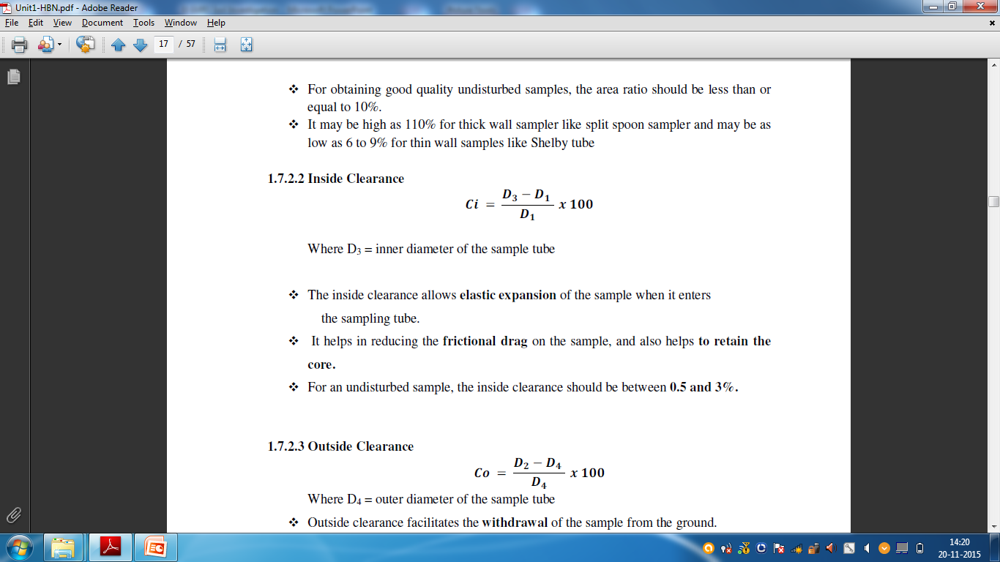 Unit1-HBN.pdf - Adobe Reader
File Edit View Document Tools Window Help
17 / 57
❖ For obtaining good quality undisturbed samples, the area ratio should be less than or
equal to 10%.
❖ It may be high as 110% for thick wall sampler like split spoon sampler and may be as
low as 6 to 9% for thin wall samples like Shelby tube
1.7.2.2 Inside Clearance
Ci = (D₃ − D₁) / D₁ x 100
Where D₃ = inner diameter of the sample tube
❖ The inside clearance allows elastic expansion of the sample when it enters
the sampling tube.
❖ It helps in reducing the frictional drag on the sample, and also helps to retain the
core.
❖ For an undisturbed sample, the inside clearance should be between 0.5 and 3%.
1.7.2.3 Outside Clearance
Co = (D₂ − D₄) / D₄ x 100
Where D₄ = outer diameter of the sample tube
❖ Outside clearance facilitates the withdrawal of the sample from the ground.
14:20
20-11-2015